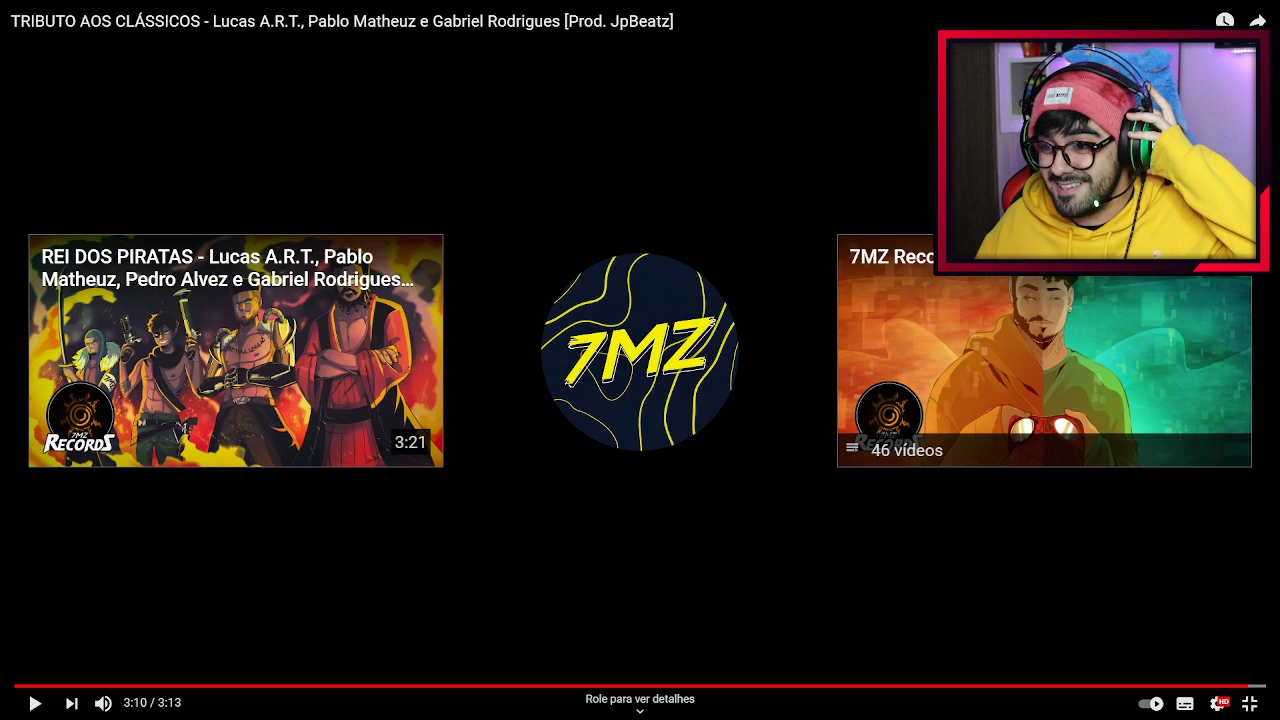 TRIBUTO AOS CLÁSSICOS - Lucas A.R.T., Pablo Matheuz e Gabriel Rodrigues [Prod. JpBeatz]
REI DOS PIRATAS - Lucas A.R.T., Pablo
Matheuz, Pedro Alvez e Gabriel Rodrigues...
7MZ
RECORDS
3:21
7MZ
7MZ Reco
46 vídeos
3:10 / 3:13
Role para ver detalhes
HD